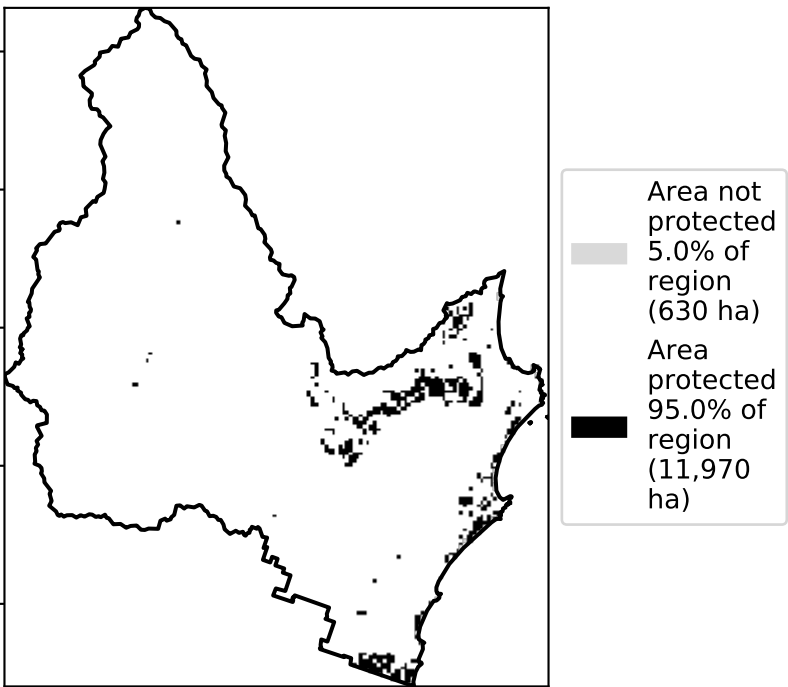 Area not
protected
5.0% of
region
(630 ha)
Area
protected
95.0% of
region
(11,970
ha)